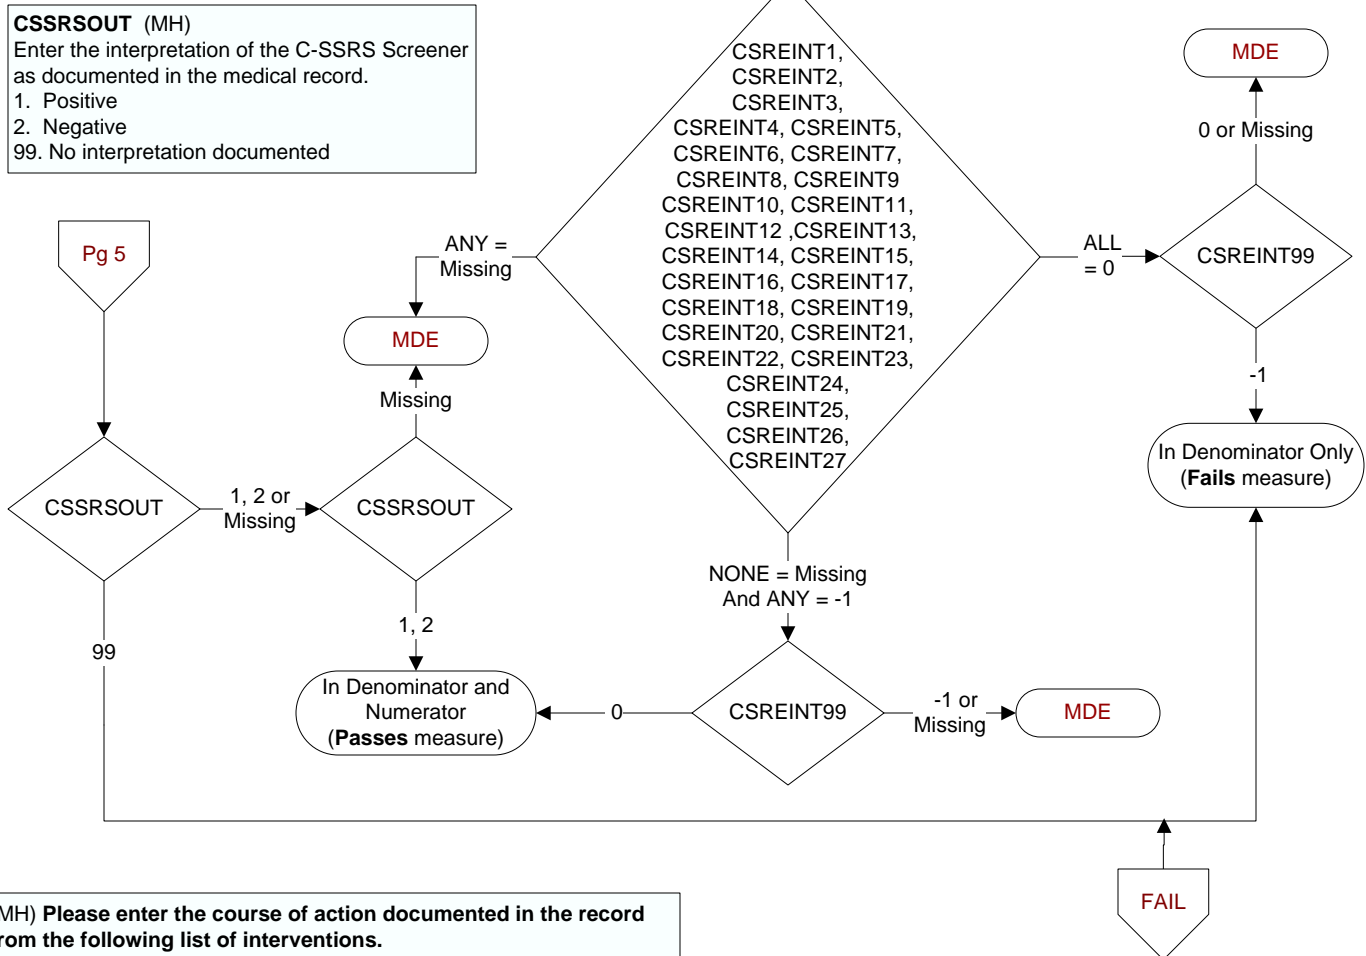 CSSRSOUT (MH)
Enter the interpretation of the C-SSRS Screener
as documented in the medical record.
1. Positive
2. Negative
99. No interpretation documented
CSREINT1,
CSREINT2,
CSREINT3,
CSREINT4, CSREINT5,
CSREINT6, CSREINT7,
CSREINT8, CSREINT9
CSREINT10, CSREINT11,
CSREINT12 ,CSREINT13,
CSREINT14, CSREINT15,
CSREINT16, CSREINT17,
CSREINT18, CSREINT19,
CSREINT20, CSREINT21,
CSREINT22, CSREINT23,
CSREINT24,
CSREINT25,
CSREINT26,
CSREINT27
MDE
0 or Missing
CSREINT99
ALL
= 0
-1
In Denominator Only
(Fails measure)
Pg 5
ANY =
Missing
MDE
Missing
CSSRSOUT
1, 2 or
Missing
CSSRSOUT
99
1, 2
In Denominator and
Numerator
(Passes measure)
NONE = Missing
And ANY = -1
0
CSREINT99
-1 or
Missing
MDE
FAIL
MH) Please enter the course of action documented in the record
rom the following list of interventions.